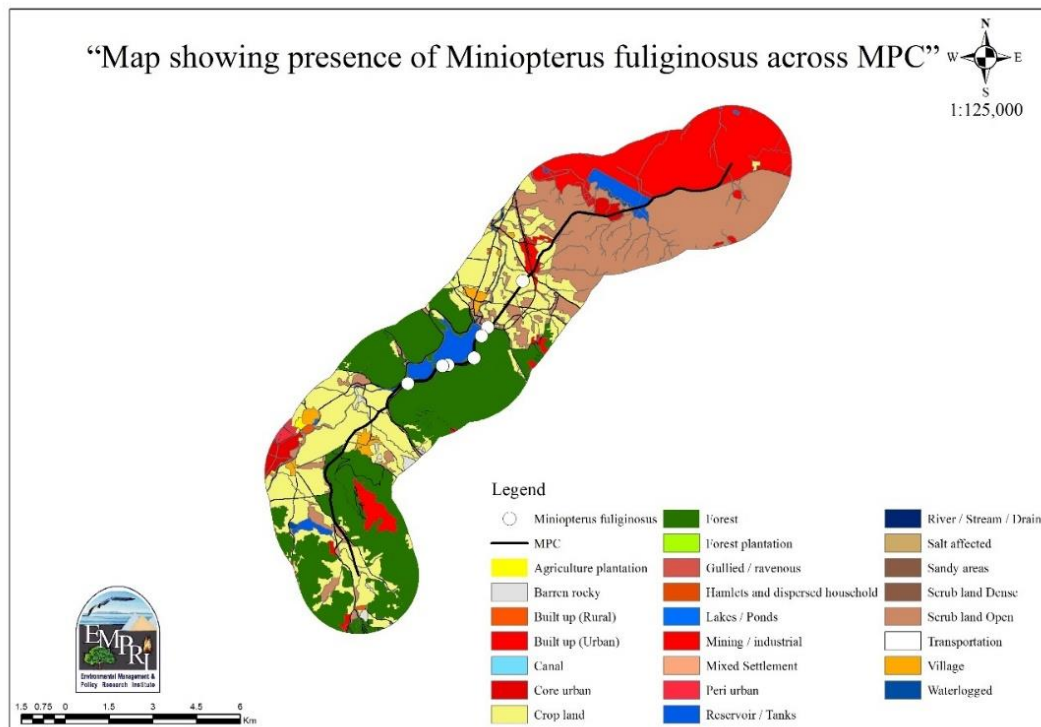 “Map showing presence of Miniopterus fuliginosus across MPC”
N
W E
S
1:125,000
Legend
Miniopterus fuliginosus
MPC
Agriculture plantation
Barren rocky
Built up (Rural)
Built up (Urban)
Canal
Core urban
Crop land
Forest
Forest plantation
Gullied / ravenous
Hamlets and dispersed household
Lakes / Ponds
Mining / industrial
Mixed Settlement
Peri urban
Reservoir / Tanks
River / Stream / Drain
Salt affected
Sandy areas
Scrub land Dense
Scrub land Open
Transportation
Village
Waterlogged
EMPRI
Environmental Management &
Policy Research Institute
1.5 0.75 0 1.5 3 4.5 6
Km